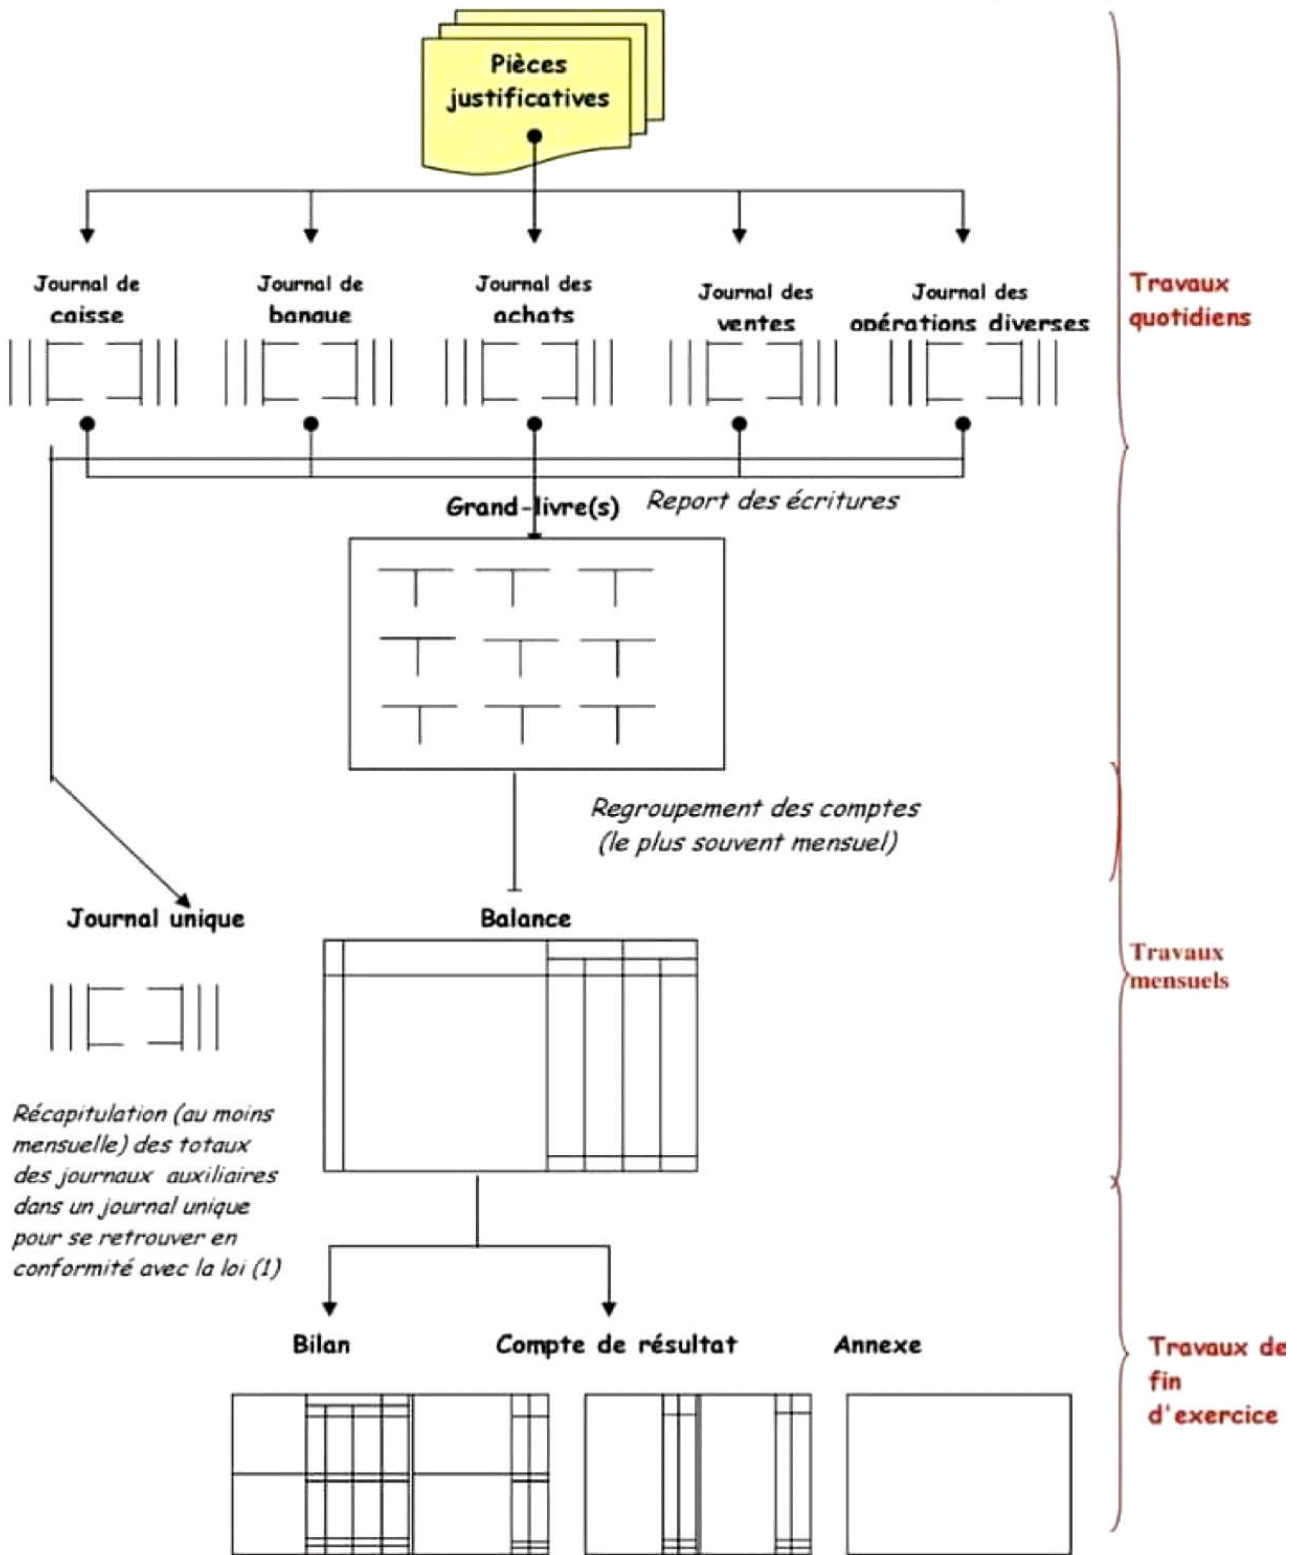 Pièces
justificatives
Journal de
caisse
Journal de
banque
Journal des
achats
Journal des
ventes
Journal des
opérations diverses
Travaux
quotidiens
Grand-livre(s)
Report des écritures
Regroupement des comptes
(le plus souvent mensuel)
Journal unique
Balance
Travaux
mensuels
Récapitulation (au moins
mensuelle) des totaux
des journaux auxiliaires
dans un journal unique
pour se retrouver en
conformité avec la loi (1)
Bilan
Compte de résultat
Annexe
Travaux de
fin
d'exercice